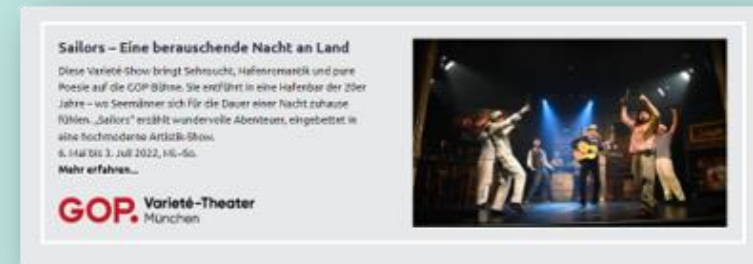 Sailors – Eine berauschende Nacht an Land
Diese Varieté-Show bringt Sehnsucht, Hafenromantik und pure
Poesie auf die GOP Bühne. Sie entführt in eine Hafenbar der 20er
Jahre – wo Seemänner sich für die Dauer einer Nacht zuhause
fühlen. „Sailors“ erzählt wundervolle Abenteuer, eingebettet in
eine hochmoderne Artistik-Show.
6. Mai bis 3. Juli 2022, Mi.-So.
Mehr erfahren...
GOP. Varieté-Theater
München